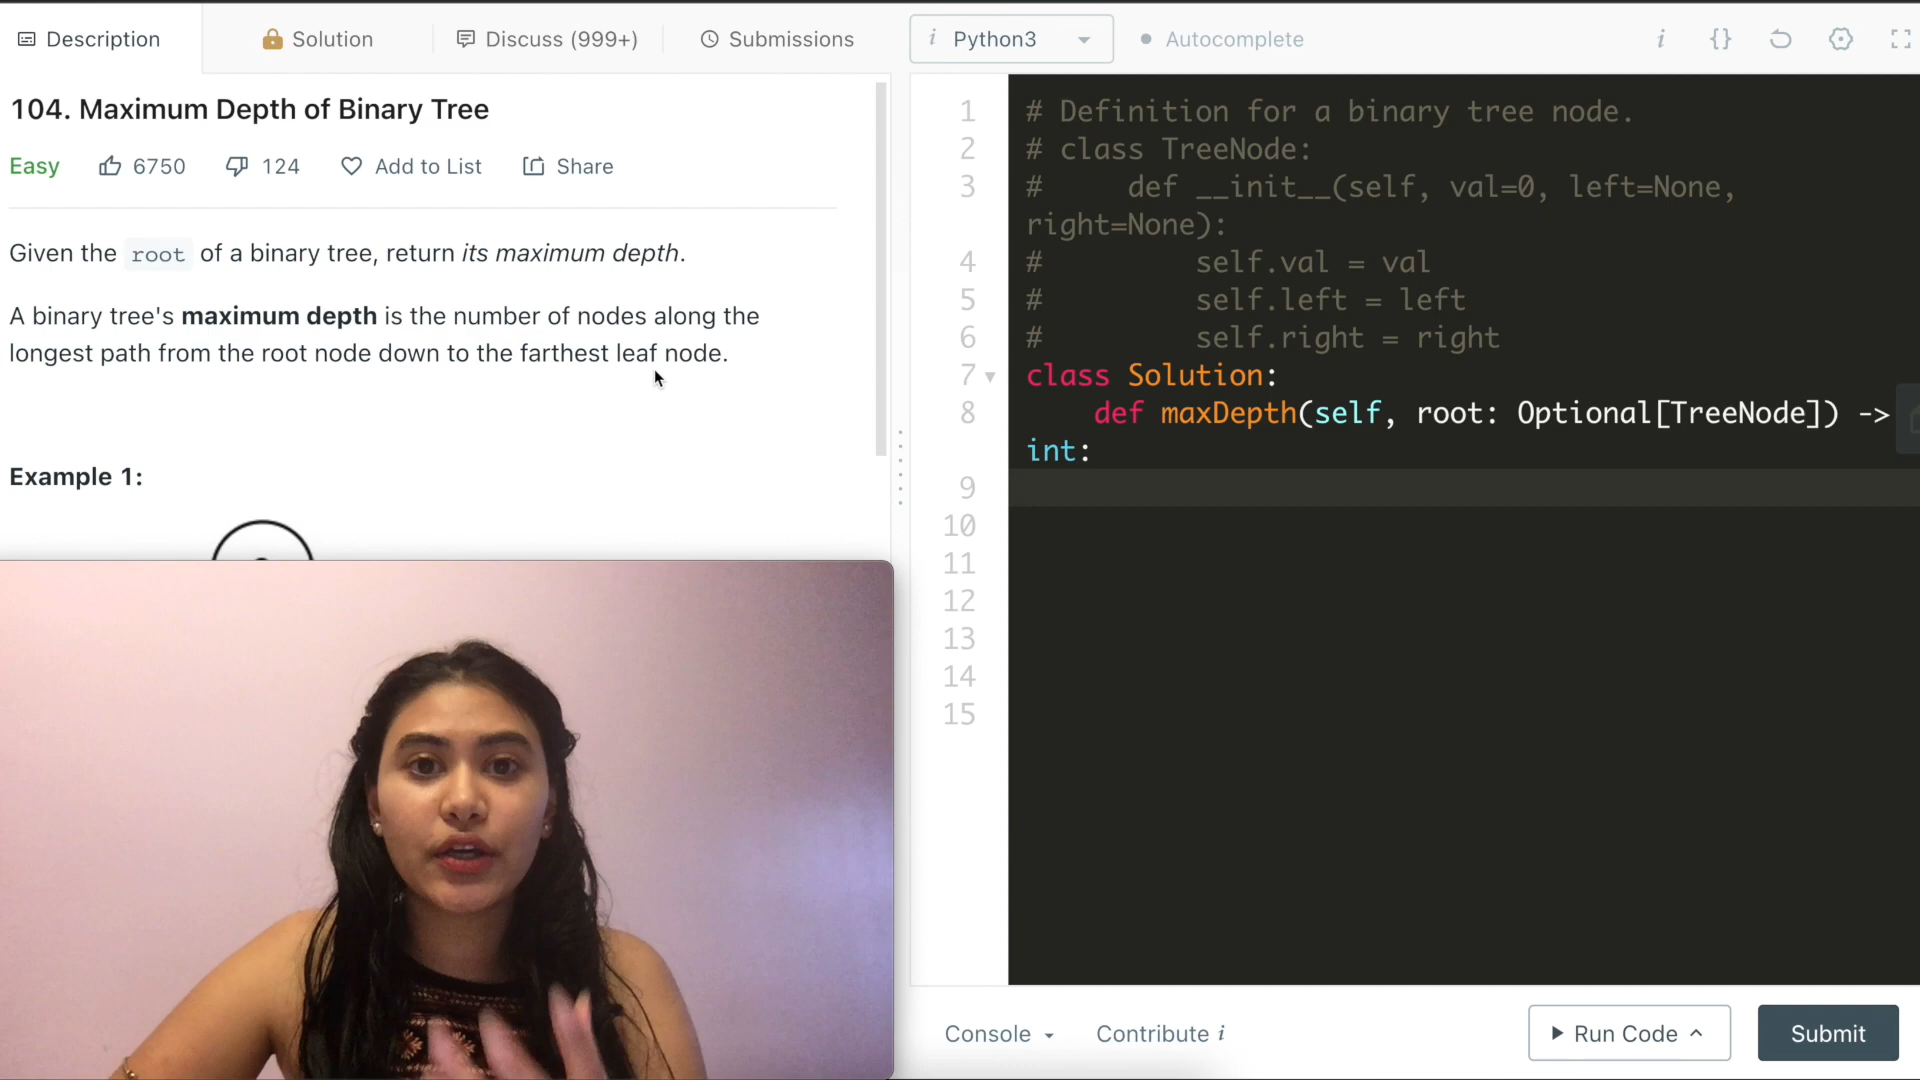 Description
Solution
Discuss (999+)
Submissions
i Python3
Autocomplete
i {}
104. Maximum Depth of Binary Tree
Easy 6750 124 Add to List Share
Given the root of a binary tree, return its maximum depth.
A binary tree's maximum depth is the number of nodes along the
longest path from the root node down to the farthest leaf node.
Example 1:
1 # Definition for a binary tree node.
2 # class TreeNode:
3 #     def __init__(self, val=0, left=None,
right=None):
4 #         self.val = val
5 #         self.left = left
6 #         self.right = right
7 class Solution:
8     def maxDepth(self, root: Optional[TreeNode]) ->
int:
9
10
11
12
13
14
15
Console
Contribute i
Run Code
Submit